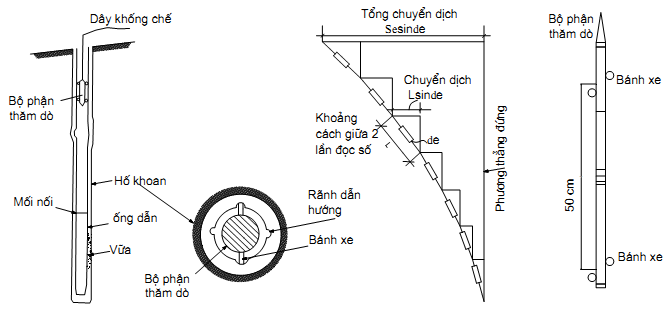 Dây khống chế
Bộ phận
thăm dò
Hố khoan
Mối nối
ống dẫn
Vữa
Rãnh dẫn
hướng
Bánh xe
Bộ phận
thăm dò
Tổng chuyển dịch
Sesinde
Chuyển dịch
Lsinde
Khoảng
cách giữa 2
lần đọc số
L
de
Phương thẳng đứng
Bộ phận
thăm dò
Bánh xe
50 cm
Bánh xe